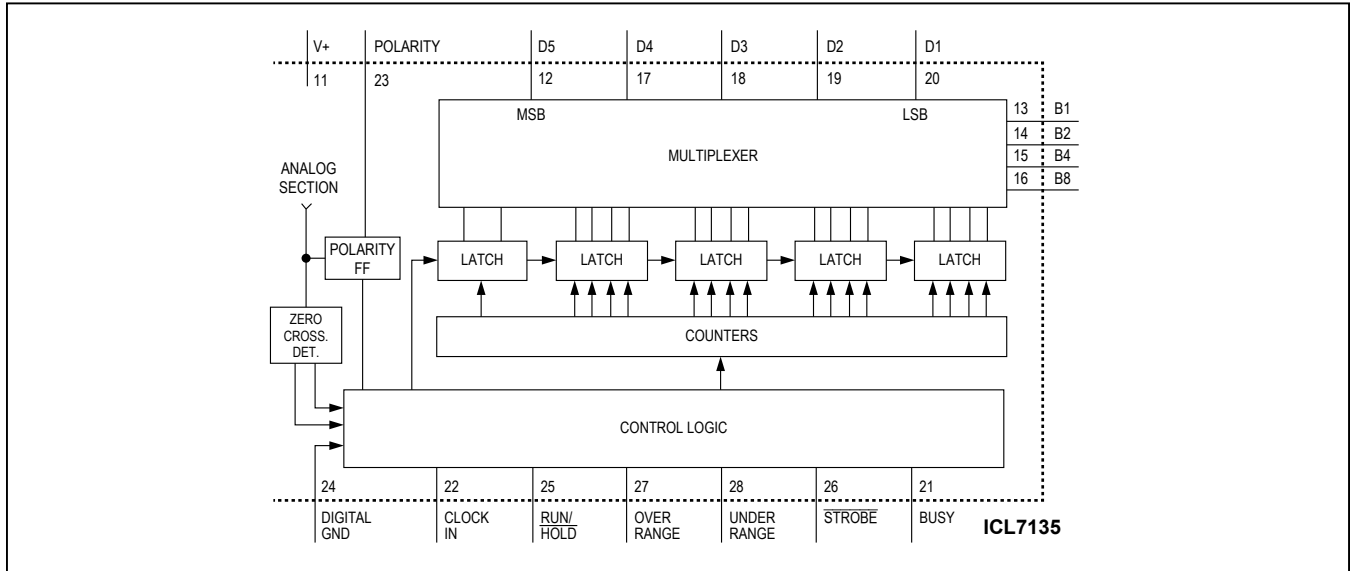 V+ POLARITY D5 D4 D3 D2 D1
11 23 12 17 18 19 20
MSB LSB
MULTIPLEXER
13 B1
14 B2
15 B4
16 B8
ANALOG
SECTION
POLARITY
FF
LATCH LATCH LATCH LATCH LATCH
ZERO
CROSS.
DET.
COUNTERS
CONTROL LOGIC
24 22 25 27 28 26 21
DIGITAL
GND
CLOCK
IN
RUN/
HOLD
OVER
RANGE
UNDER
RANGE
STROBE
BUSY
ICL7135